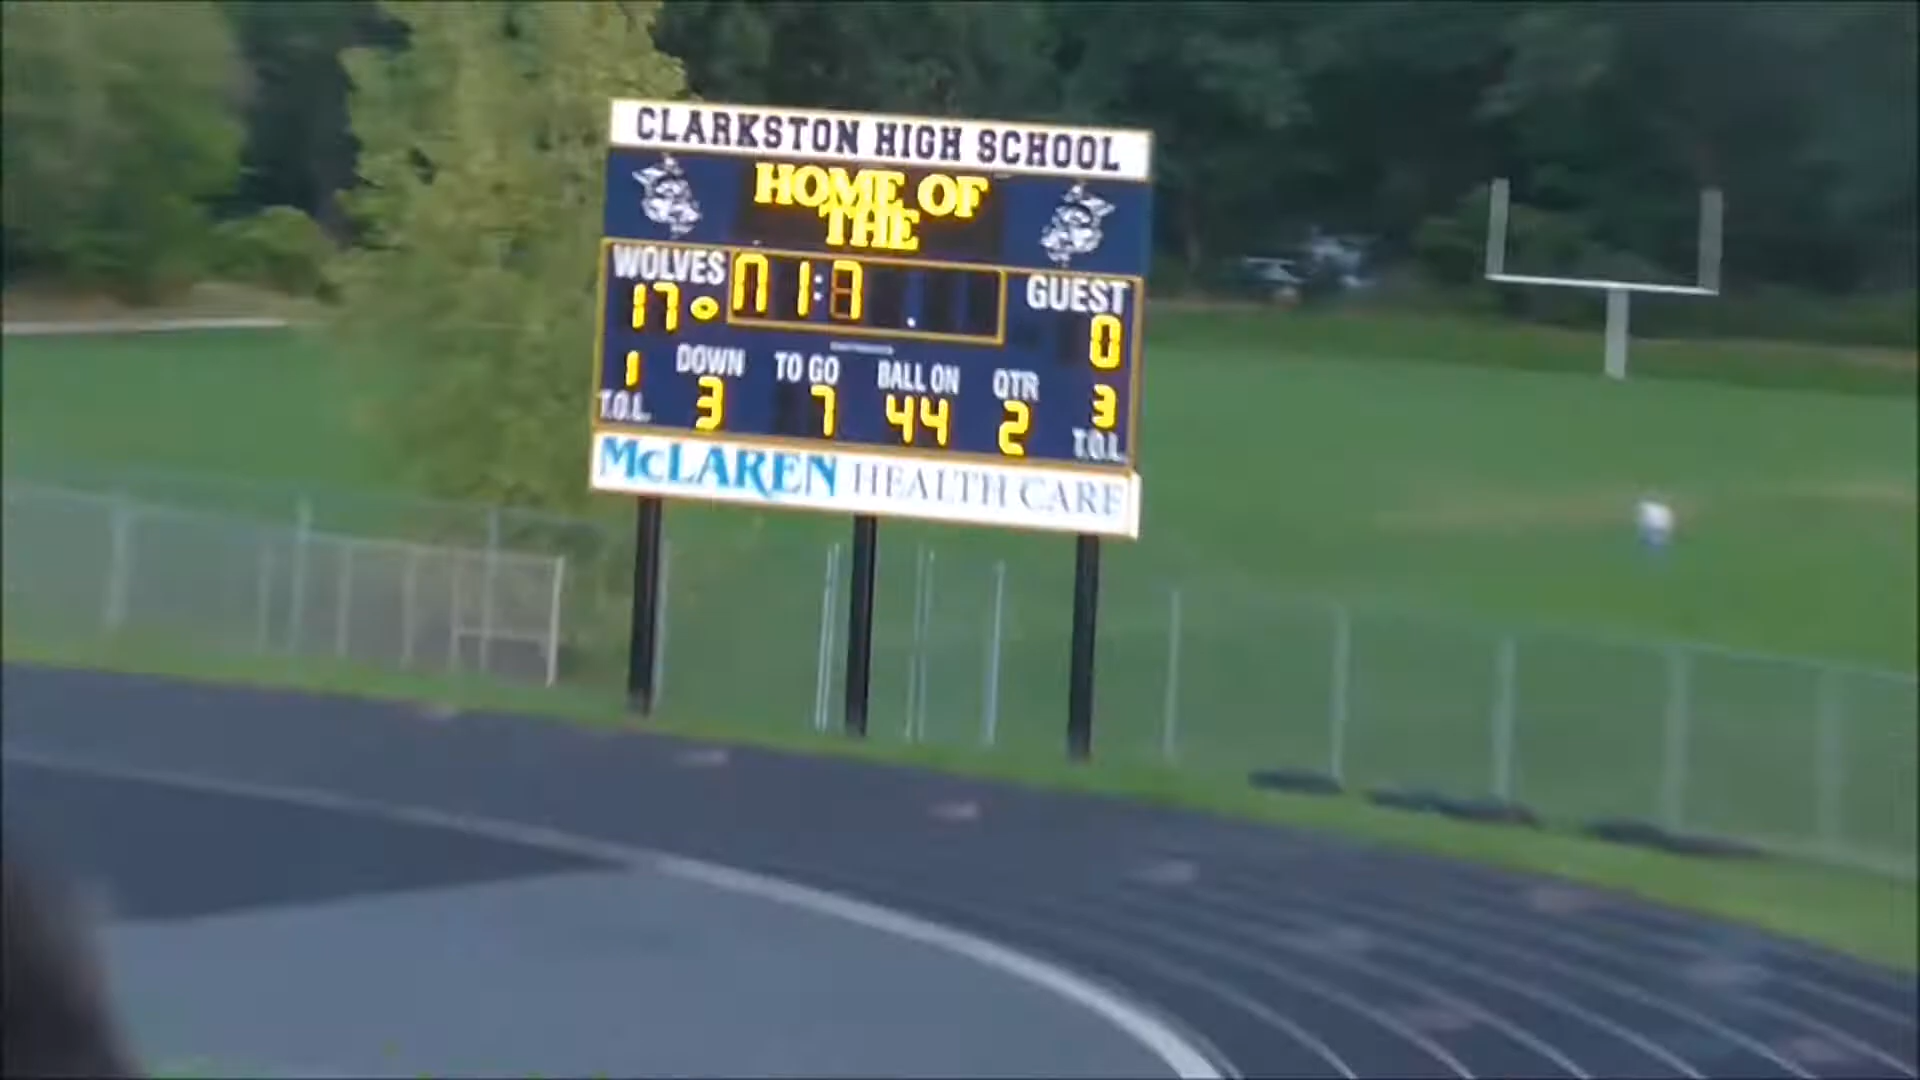 CLARKSTON HIGH SCHOOL
HOME OF
THE
WOLVES
GUEST
17
0
1
DOWN
TO GO
BALL ON
QTR
3
T.O.L.
3
7
44
2
T.O.L.
McLAREN HEALTH CARE